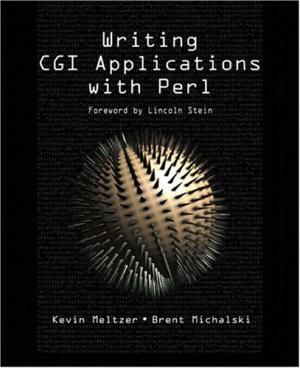 Writing
CGI Applications
with Perl
Foreword by Lincoln Stein
Kevin Meltzer • Brent Michalski